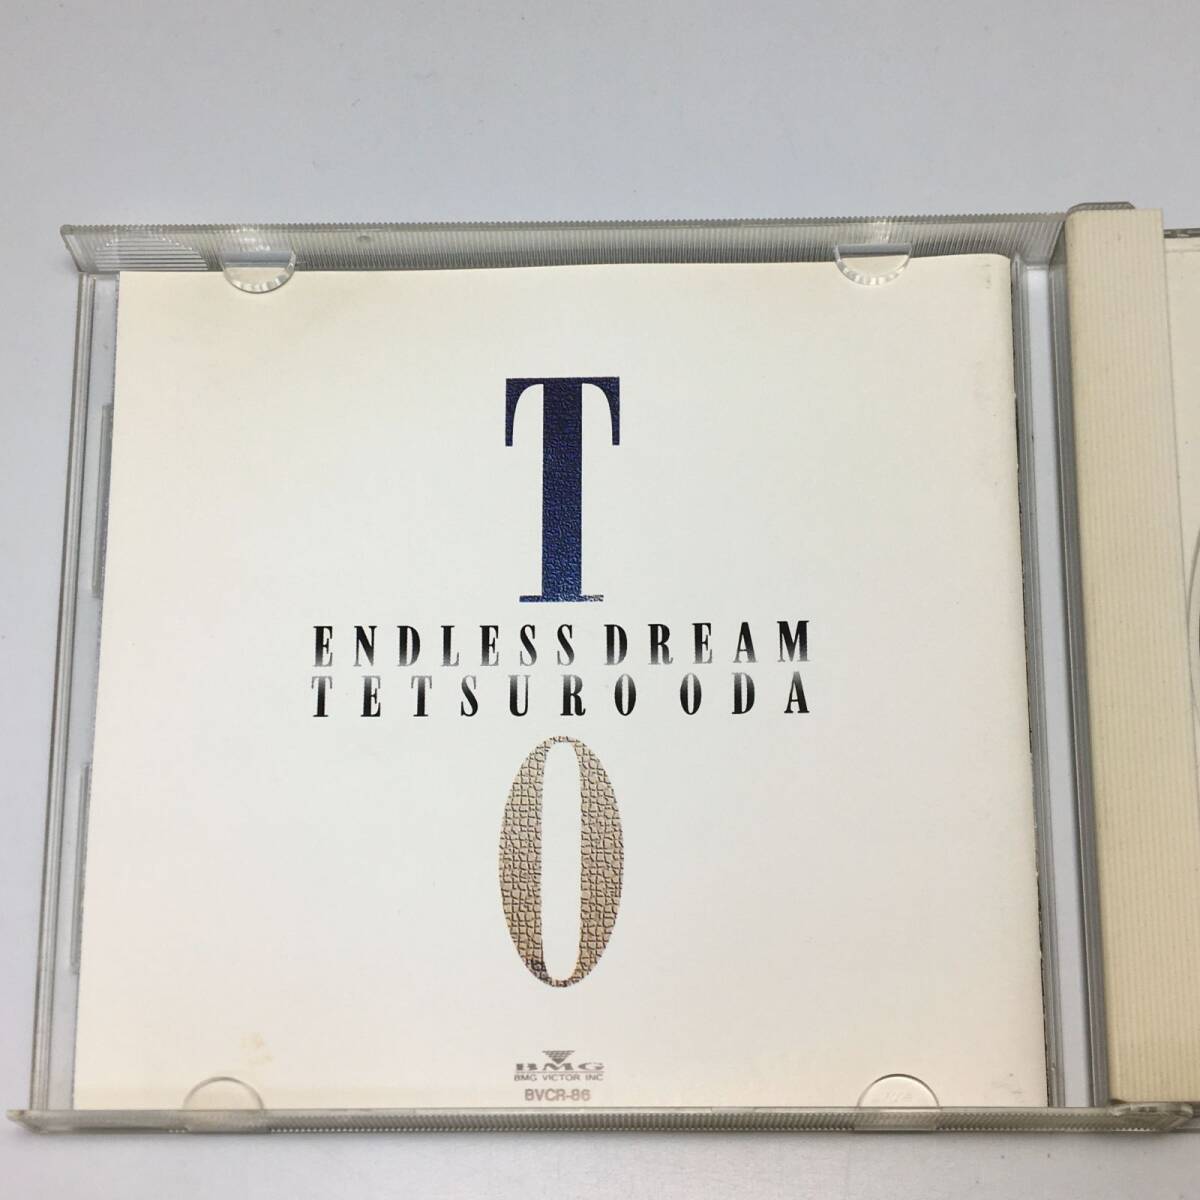 T
ENDLESS DREAM
TETSURO ODA
O
BMG
BMG VICTOR INC
BVCR-86